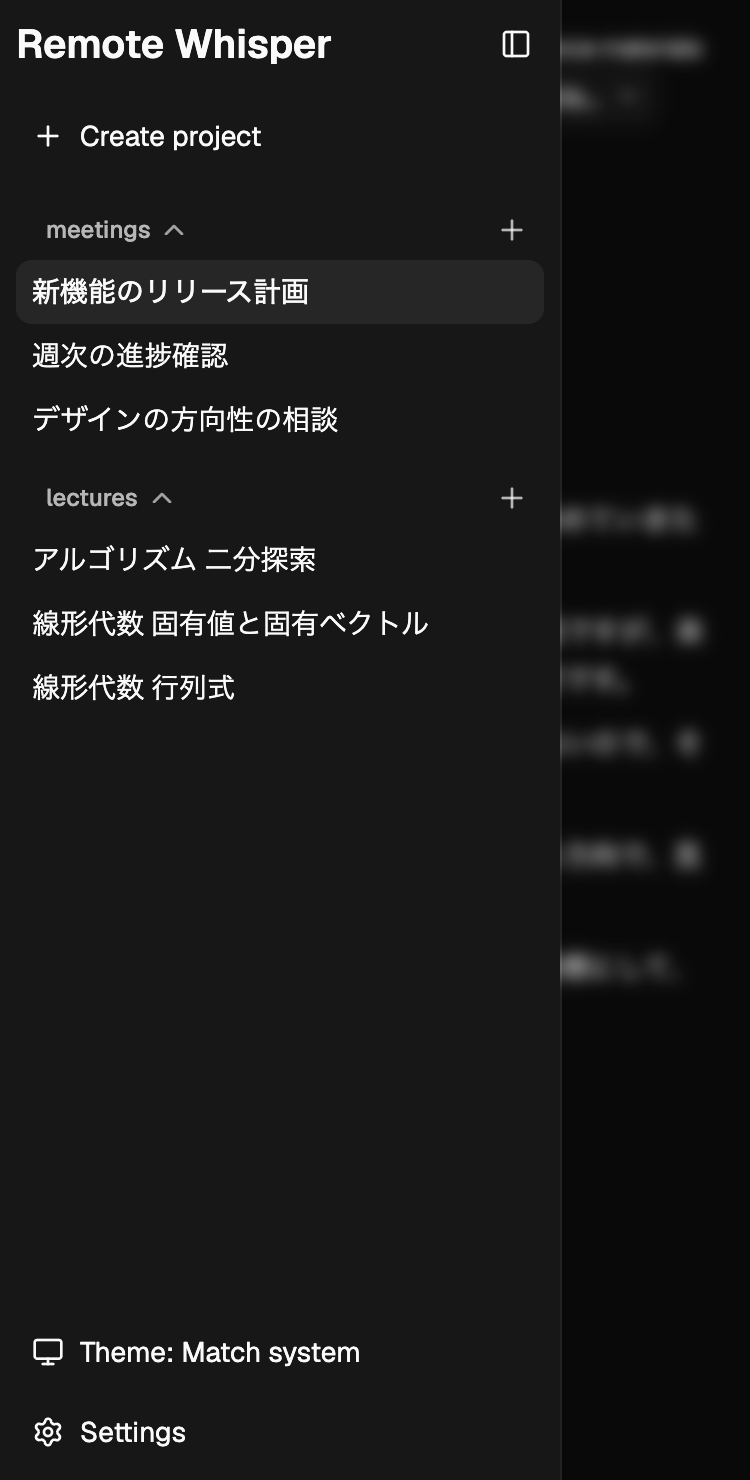 Remote Whisper
Create project
meetings
新機能のリリース計画
週次の進捗確認
デザインの方向性の相談
lectures
アルゴリズム 二分探索
線形代数 固有値と固有ベクトル
線形代数 行列式
Theme: Match system
Settings